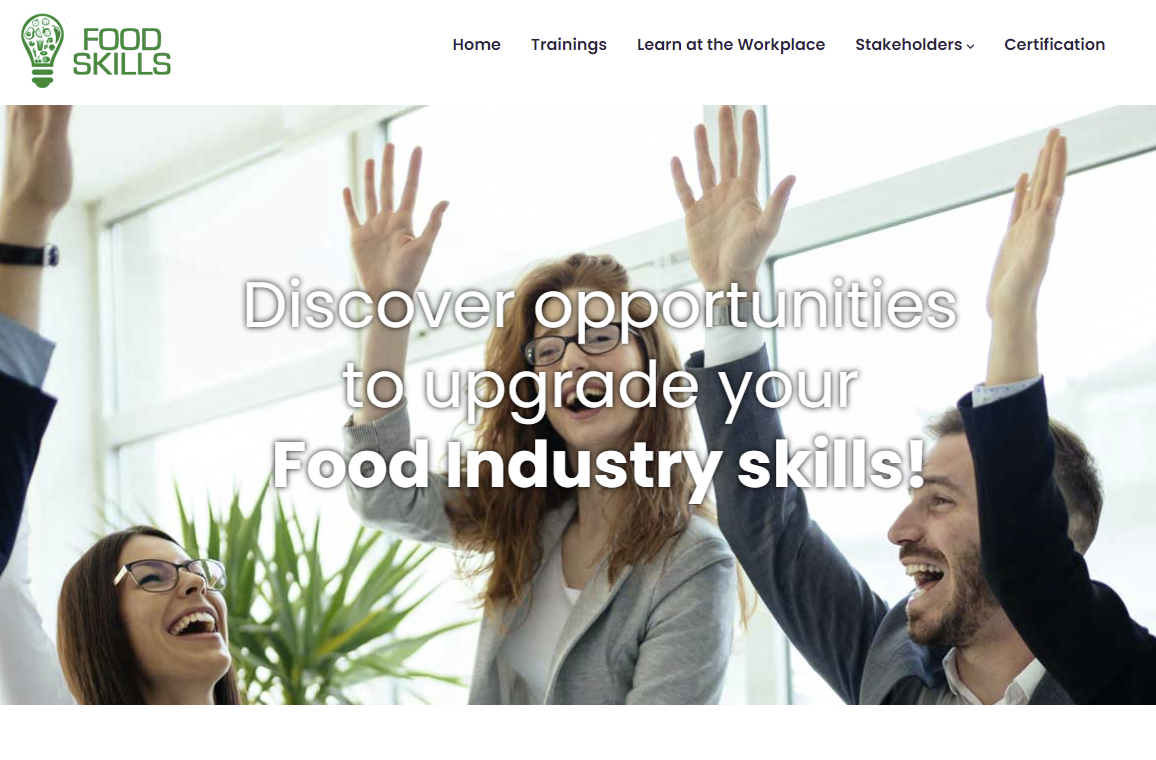 FOOD
SKILLS
Home Trainings Learn at the Workplace Stakeholders Certification
Discover opportunities
to upgrade your
Food Industry skills!